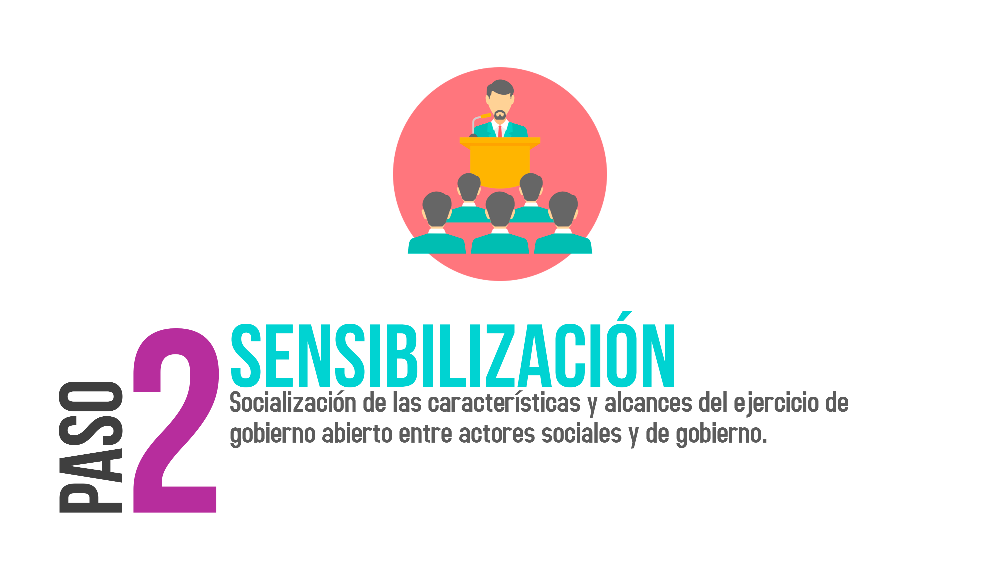 PASO
2
SENSIBILIZACIÓN
Socialización de las características y alcances del ejercicio de
gobierno abierto entre actores sociales y de gobierno.